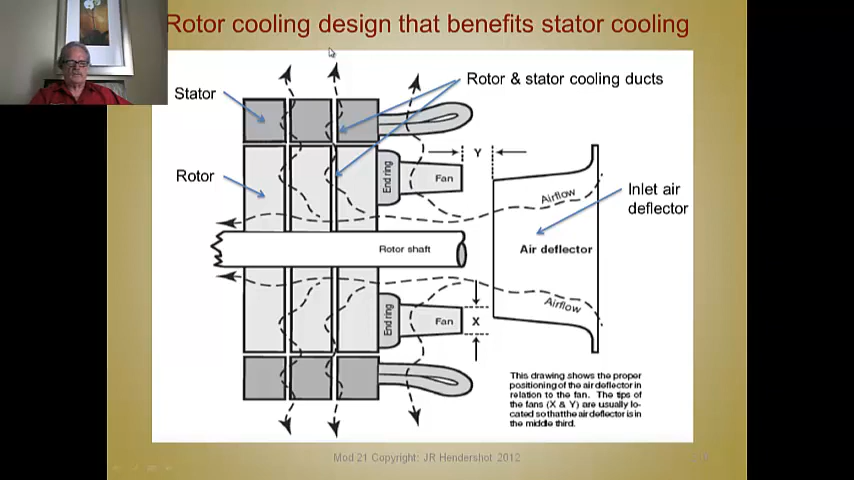 Rotor cooling design that benefits stator cooling
Rotor & stator cooling ducts
Stator
Y
End ring
Fan
Rotor
Airflow
Inlet air
deflector
Rotor shaft
Air deflector
Airflow
End ring
Fan
X
This drawing shows the proper
positioning of the air deflector in
relation to the fan. The tips of
the fans (X & Y) are usually lo-
cated so that the air deflector is in
the middle third.
Mod 21 Copyright: JR Hendershot 2012